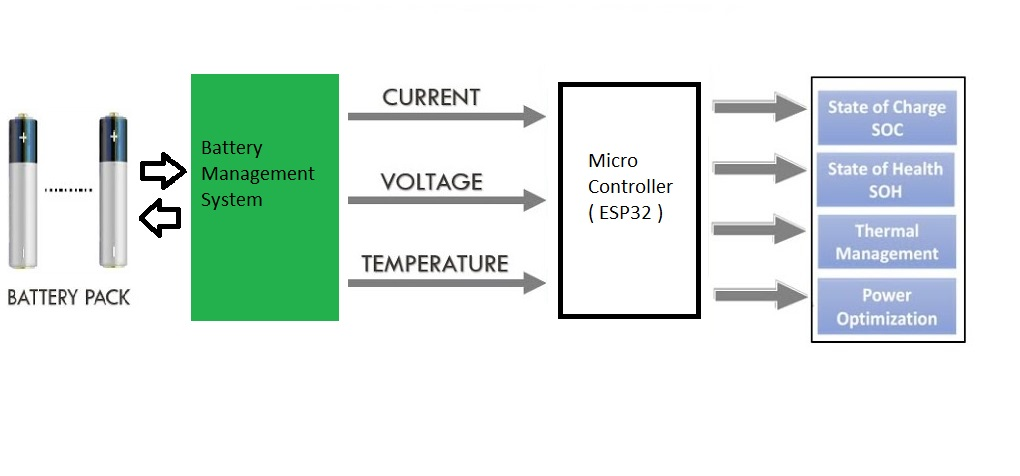 +
+
BATTERY PACK
Battery
Management
System
CURRENT
VOLTAGE
TEMPERATURE
Micro
Controller
( ESP32 )
State of Charge
SOC
State of Health
SOH
Thermal
Management
Power
Optimization